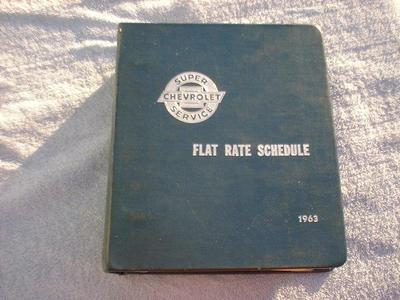 SUPER
CHEVROLET
SERVICE
FLAT RATE SCHEDULE
1963